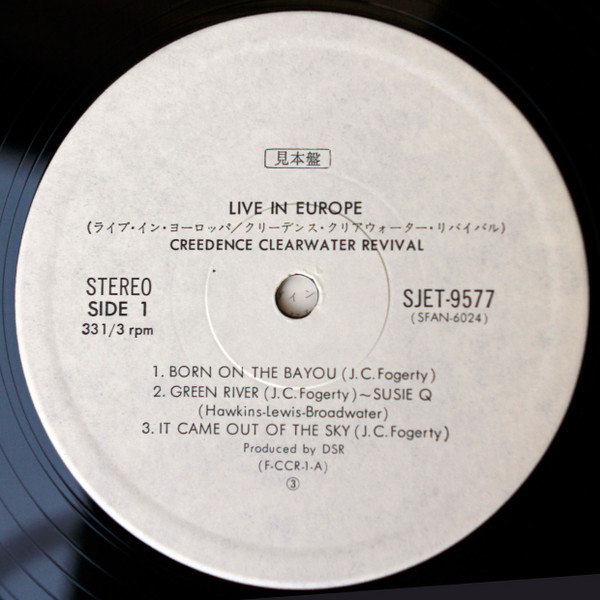 見本盤
LIVE IN EUROPE
(ライブ・イン・ヨーロッパ/クリーデンス・クリアウォーター・リバイバル)
CREEDENCE CLEARWATER REVIVAL
STEREO
SIDE 1
33 1/3 rpm
SJET-9577
(SFAN-6024)
1. BORN ON THE BAYOU (J.C.Fogerty)
2. GREEN RIVER (J.C.Fogerty)~SUSIE Q
(Hawkins-Lewis-Broadwater)
3. IT CAME OUT OF THE SKY (J.C.Fogerty)
Produced by DSR
(F-CCR-1-A)
③